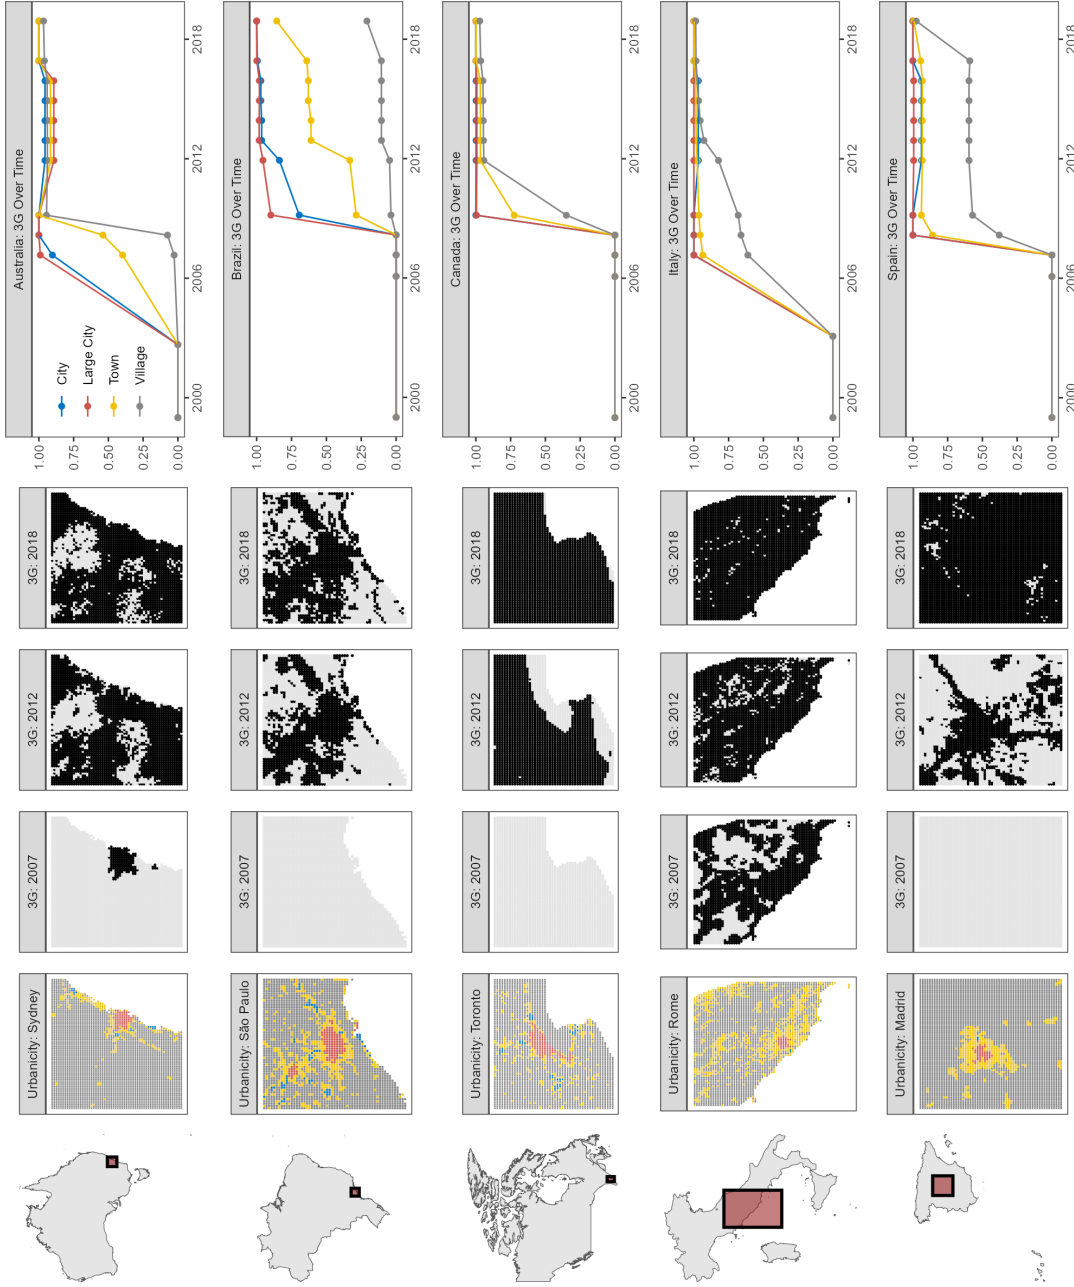 Urbanicity: Sydney
3G: 2007
3G: 2012
3G: 2018
Australia: 3G Over Time
1.00
0.75
0.50
0.25
0.00
City
Large City
Town
Village
2000
2006
2012
2018
Urbanicity: São Paulo
3G: 2007
3G: 2012
3G: 2018
Brazil: 3G Over Time
1.00
0.75
0.50
0.25
0.00
2000
2006
2012
2018
Urbanicity: Toronto
3G: 2007
3G: 2012
3G: 2018
Canada: 3G Over Time
1.00
0.75
0.50
0.25
0.00
2000
2006
2012
2018
Urbanicity: Rome
3G: 2007
3G: 2012
3G: 2018
Italy: 3G Over Time
1.00
0.75
0.50
0.25
0.00
2000
2006
2012
2018
Urbanicity: Madrid
3G: 2007
3G: 2012
3G: 2018
Spain: 3G Over Time
1.00
0.75
0.50
0.25
0.00
2000
2006
2012
2018